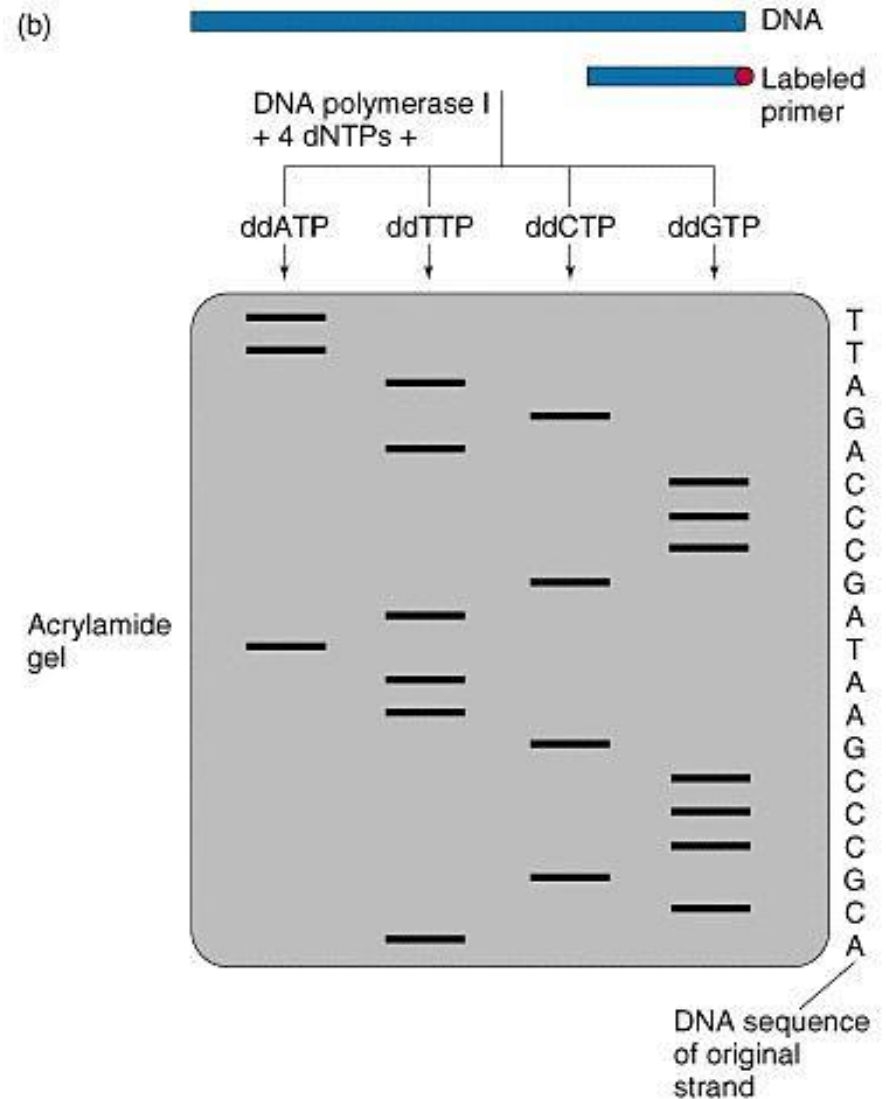 (b)
DNA
Labeled
primer
DNA polymerase I
+ 4 dNTPs +
ddATP ddTTP ddCTP ddGTP
T
T
A
G
A
C
C
C
G
A
T
A
A
G
C
C
C
G
C
A
Acrylamide
gel
DNA sequence
of original
strand